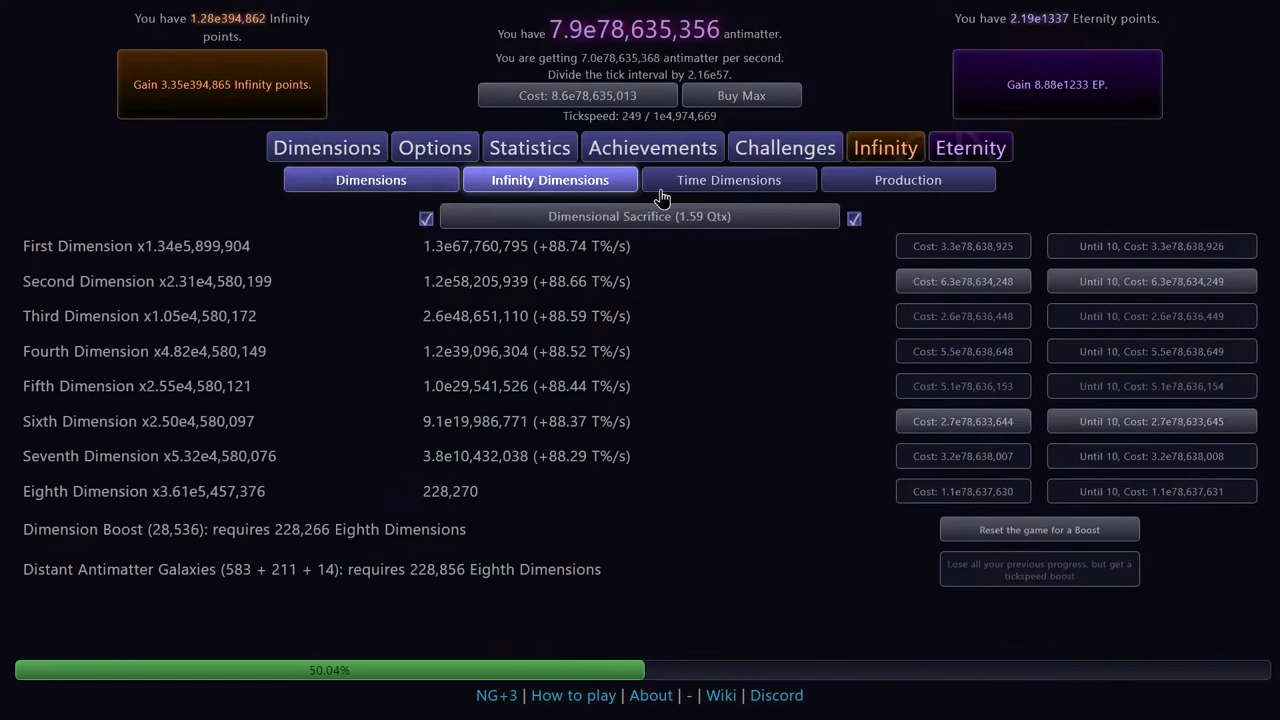 You have 1.28e394,862 Infinity
points.
Gain 3.35e394,865 Infinity points.
You have 7.9e78,635,356 antimatter.
You are getting 7.0e78,635,368 antimatter per second.
Divide the tick interval by 2.16e57.
Cost: 8.6e78,635,013
Buy Max
Tickspeed: 249 / 1e4,974,669
You have 2.19e1337 Eternity points.
Gain 8.88e1233 EP.
Dimensions Options Statistics Achievements Challenges Infinity Eternity
Dimensions Infinity Dimensions Time Dimensions Production
Dimensional Sacrifice (1.59 Qtx)
First Dimension x1.34e5,899,904 1.3e67,760,795 (+88.74 T%/s) Cost: 3.3e78,638,925 Until 10, Cost: 3.3e78,638,926
Second Dimension x2.31e4,580,199 1.2e58,205,939 (+88.66 T%/s) Cost: 6.3e78,634,248 Until 10, Cost: 6.3e78,634,249
Third Dimension x1.05e4,580,172 2.6e48,651,110 (+88.59 T%/s) Cost: 2.6e78,636,448 Until 10, Cost: 2.6e78,636,449
Fourth Dimension x4.82e4,580,149 1.2e39,096,304 (+88.52 T%/s) Cost: 5.5e78,638,648 Until 10, Cost: 5.5e78,638,649
Fifth Dimension x2.55e4,580,121 1.0e29,541,526 (+88.44 T%/s) Cost: 5.1e78,636,153 Until 10, Cost: 5.1e78,636,154
Sixth Dimension x2.50e4,580,097 9.1e19,986,771 (+88.37 T%/s) Cost: 2.7e78,633,644 Until 10, Cost: 2.7e78,633,645
Seventh Dimension x5.32e4,580,076 3.8e10,432,038 (+88.29 T%/s) Cost: 3.2e78,638,007 Until 10, Cost: 3.2e78,638,008
Eighth Dimension x3.61e5,457,376 228,270 Cost: 1.1e78,637,630 Until 10, Cost: 1.1e78,637,631
Dimension Boost (28,536): requires 228,266 Eighth Dimensions Reset the game for a Boost
Distant Antimatter Galaxies (583 + 211 + 14): requires 228,856 Eighth Dimensions
Lose all your previous progress, but get a
tickspeed boost
50.04%
NG+3 | How to play | About | - | Wiki | Discord